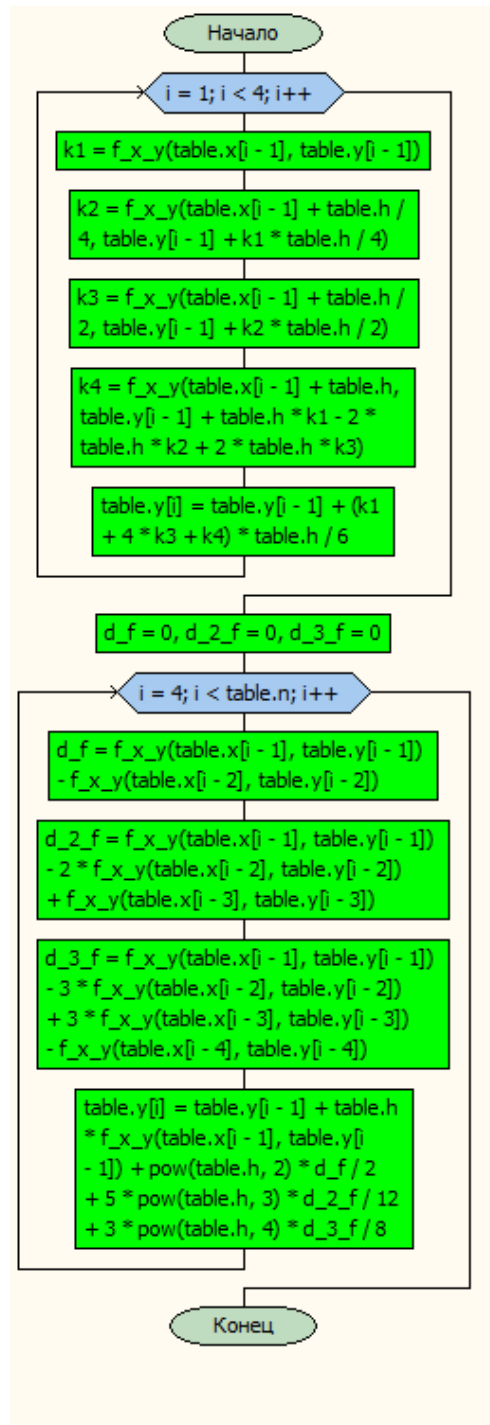 Начало
i = 1; i < 4; i++
k1 = f_x_y(table.x[i - 1], table.y[i - 1])
k2 = f_x_y(table.x[i - 1] + table.h /
4, table.y[i - 1] + k1 * table.h / 4)
k3 = f_x_y(table.x[i - 1] + table.h /
2, table.y[i - 1] + k2 * table.h / 2)
k4 = f_x_y(table.x[i - 1] + table.h,
table.y[i - 1] + table.h * k1 - 2 *
table.h * k2 + 2 * table.h * k3)
table.y[i] = table.y[i - 1] + (k1
+ 4 * k3 + k4) * table.h / 6
d_f = 0, d_2_f = 0, d_3_f = 0
i = 4; i < table.n; i++
d_f = f_x_y(table.x[i - 1], table.y[i - 1])
- f_x_y(table.x[i - 2], table.y[i - 2])
d_2_f = f_x_y(table.x[i - 1], table.y[i - 1])
- 2 * f_x_y(table.x[i - 2], table.y[i - 2])
+ f_x_y(table.x[i - 3], table.y[i - 3])
d_3_f = f_x_y(table.x[i - 1], table.y[i - 1])
- 3 * f_x_y(table.x[i - 2], table.y[i - 2])
+ 3 * f_x_y(table.x[i - 3], table.y[i - 3])
- f_x_y(table.x[i - 4], table.y[i - 4])
table.y[i] = table.y[i - 1] + table.h
* f_x_y(table.x[i - 1], table.y[i
- 1]) + pow(table.h, 2) * d_f / 2
+ 5 * pow(table.h, 3) * d_2_f / 12
+ 3 * pow(table.h, 4) * d_3_f / 8
Конец